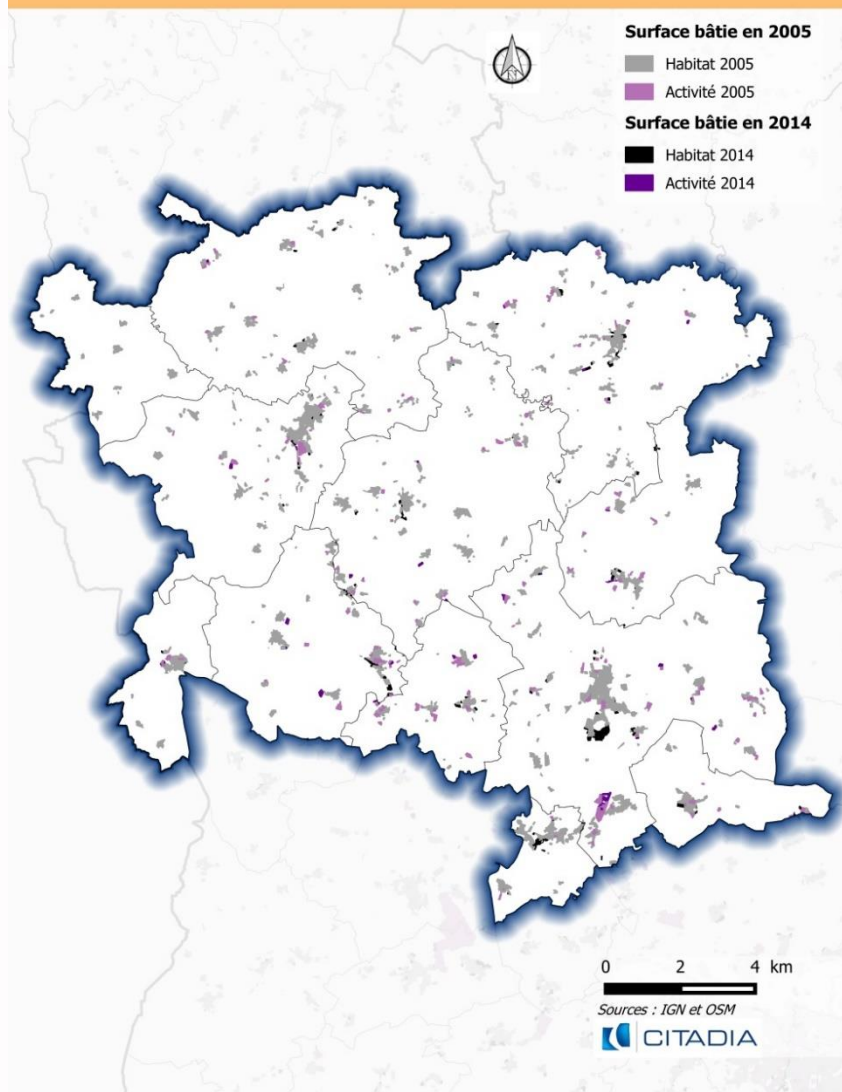 Surface bâtie en 2005
Habitat 2005
Activité 2005
Surface bâtie en 2014
Habitat 2014
Activité 2014
N
0 2 4 km
Sources : IGN et OSM
CITADIA